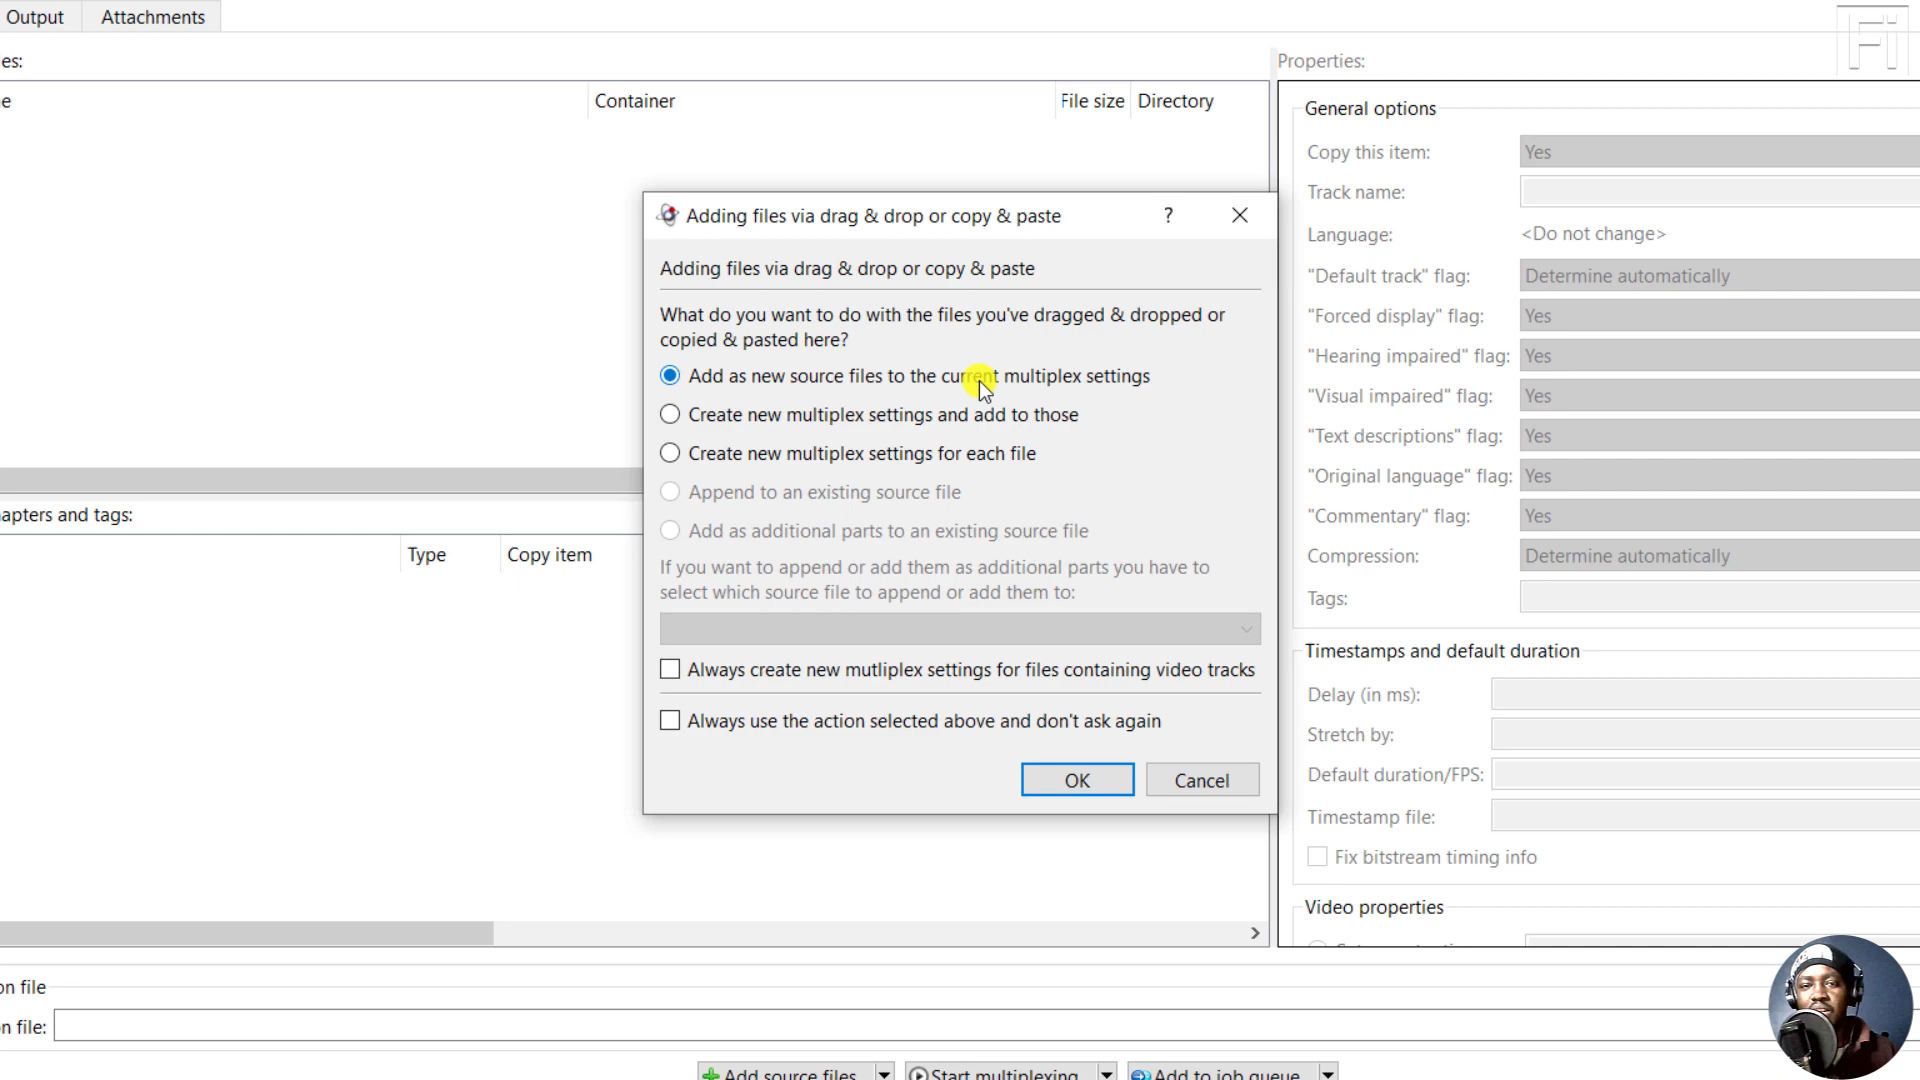 Output
Attachments
es:
e
Container
File size
Directory
Properties:
General options
Copy this item:
Yes
Track name:
Language:
<Do not change>
"Default track" flag:
Determine automatically
"Forced display" flag:
Yes
"Hearing impaired" flag:
Yes
"Visual impaired" flag:
Yes
"Text descriptions" flag:
Yes
"Original language" flag:
Yes
"Commentary" flag:
Yes
Compression:
Determine automatically
Tags:
Timestamps and default duration
Delay (in ms):
Stretch by:
Default duration/FPS:
Timestamp file:
Fix bitstream timing info
Video properties
Adding files via drag & drop or copy & paste
?
Adding files via drag & drop or copy & paste
What do you want to do with the files you've dragged & dropped or
copied & pasted here?
Add as new source files to the current multiplex settings
Create new multiplex settings and add to those
Create new multiplex settings for each file
Append to an existing source file
Add as additional parts to an existing source file
If you want to append or add them as additional parts you have to
select which source file to append or add them to:
Always create new mutliplex settings for files containing video tracks
Always use the action selected above and don't ask again
OK
Cancel
apters and tags:
Type
Copy item
on file
on file:
Add source files
Start multiplexing
Add to job queue